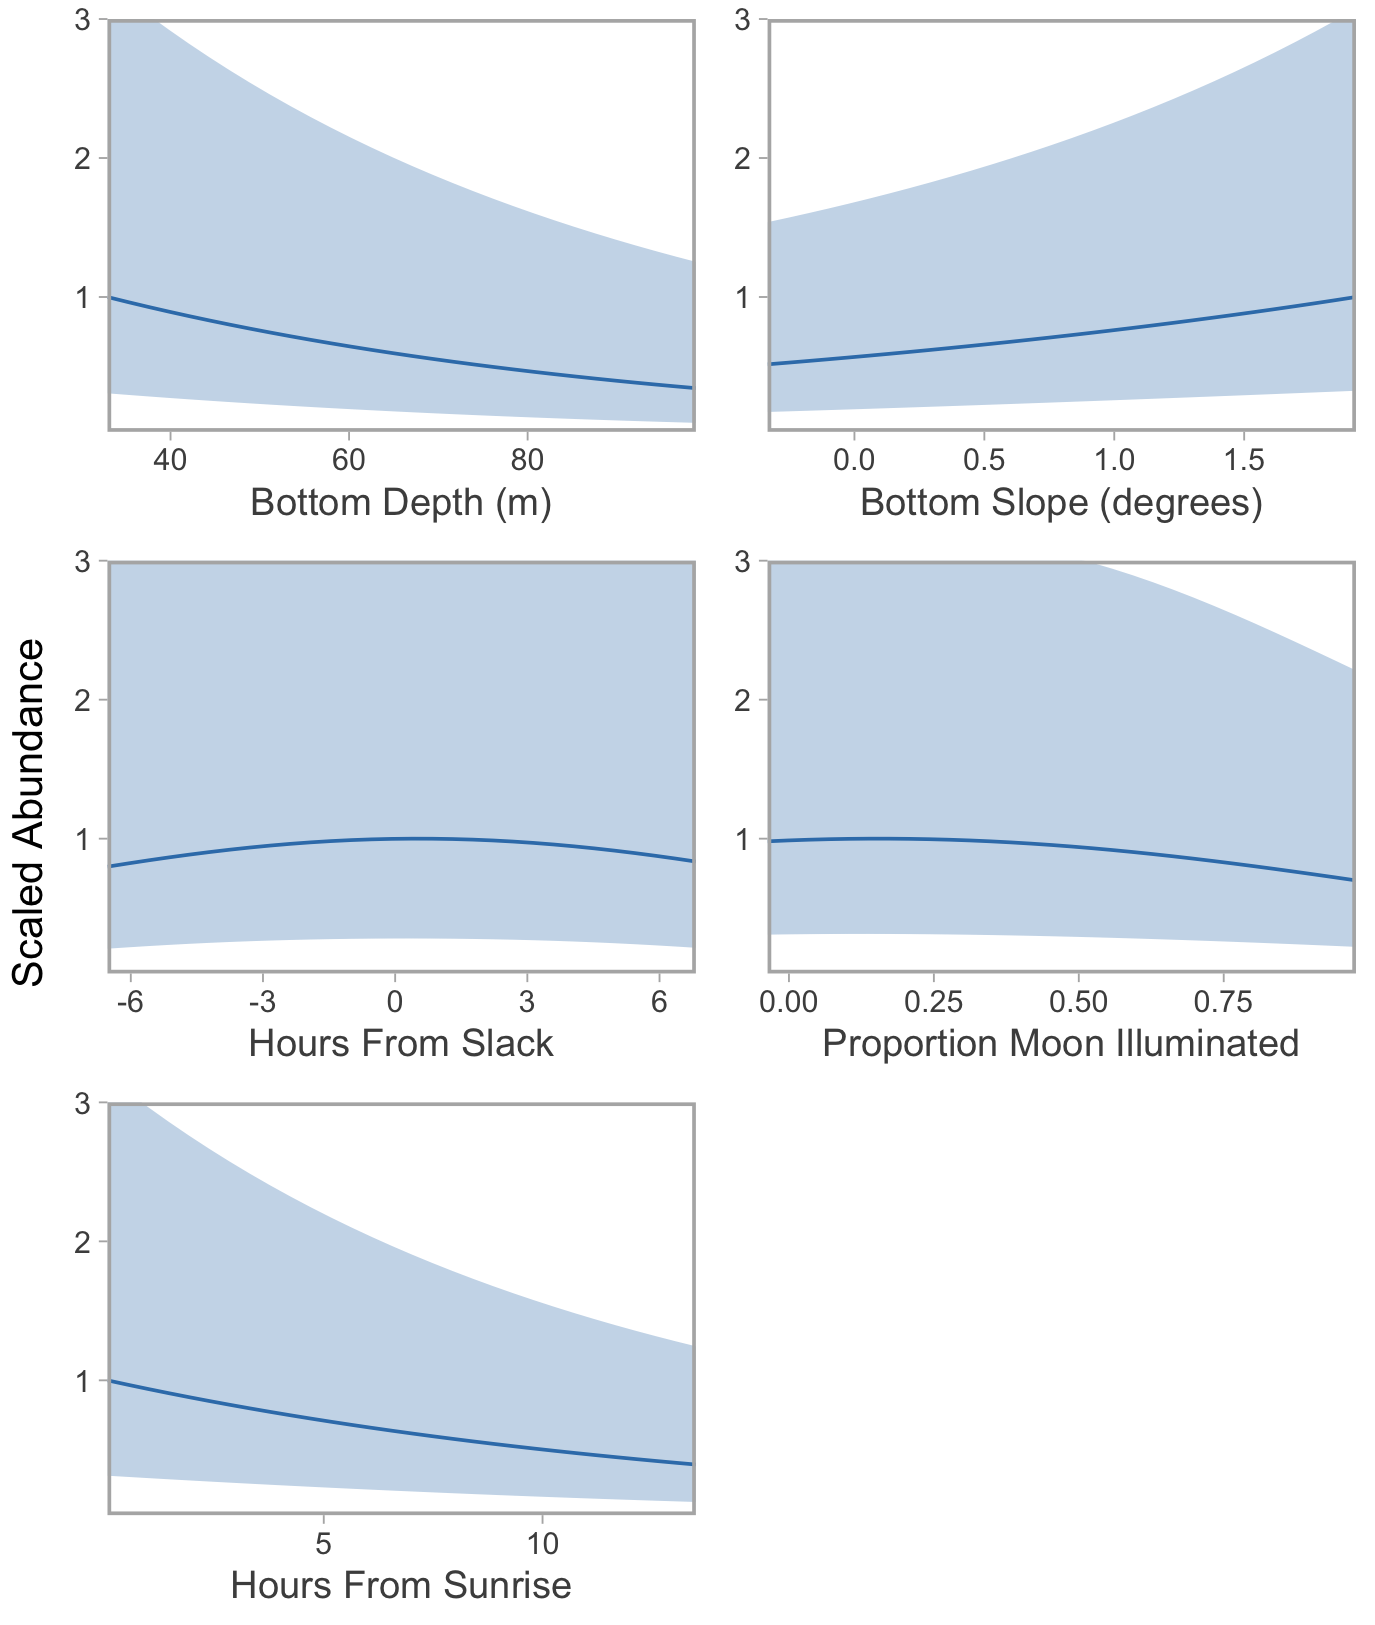 3
2
1
40 60 80
Bottom Depth (m)
3
2
1
0.0 0.5 1.0 1.5
Bottom Slope (degrees)
Scaled Abundance
3
2
1
-6 -3 0 3 6
Hours From Slack
3
2
1
0.00 0.25 0.50 0.75
Proportion Moon Illuminated
3
2
1
5 10
Hours From Sunrise